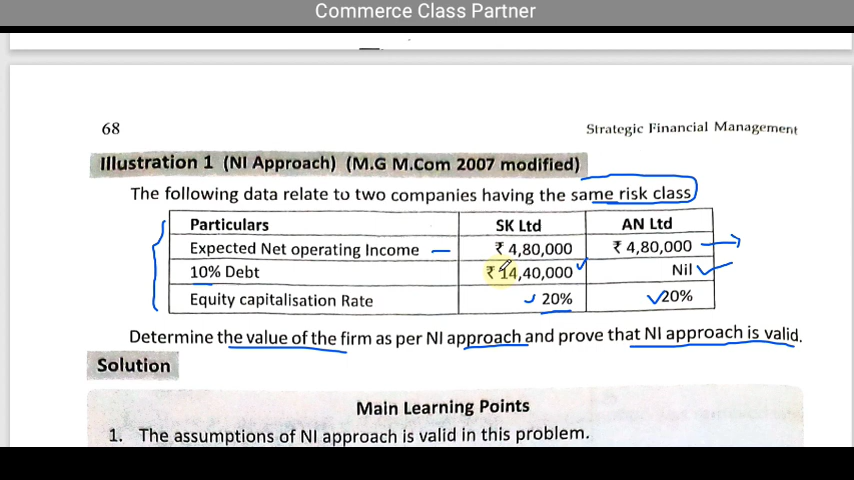 Commerce Class Partner
68
Strategic Financial Management
Illustration 1 (NI Approach) (M.G M.Com 2007 modified)
The following data relate to two companies having the same risk class
Particulars SK Ltd AN Ltd
Expected Net operating Income ₹ 4,80,000 ₹ 4,80,000
10% Debt ₹ 14,40,000 Nil
Equity capitalisation Rate 20% 20%
Determine the value of the firm as per NI approach and prove that NI approach is valid.
Solution
Main Learning Points
1. The assumptions of NI approach is valid in this problem.